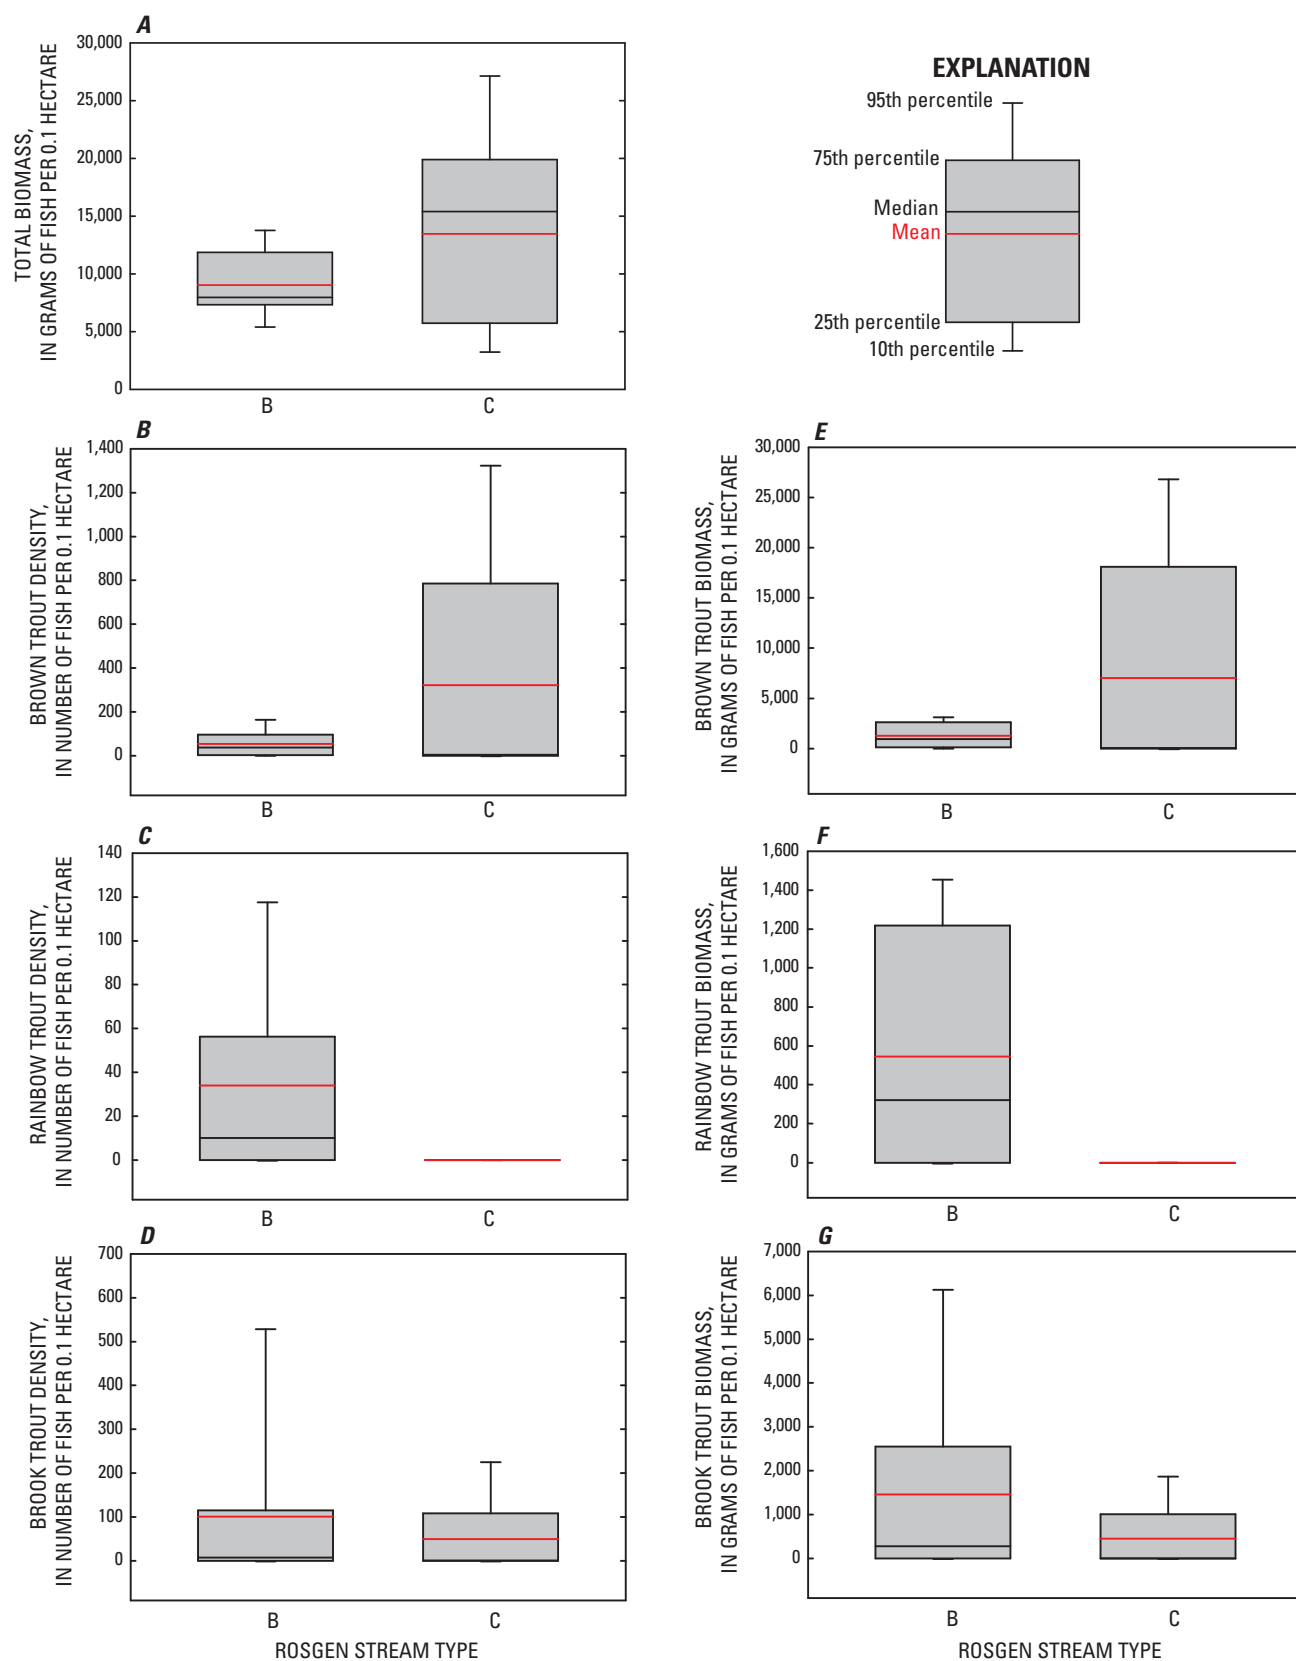 A
TOTAL BIOMASS,
IN GRAMS OF FISH PER 0.1 HECTARE
30,000
25,000
20,000
15,000
10,000
5,000
0
B
C
EXPLANATION
95th percentile
75th percentile
Median
Mean
25th percentile
10th percentile
B
BROWN TROUT DENSITY,
IN NUMBER OF FISH PER 0.1 HECTARE
1,400
1,200
1,000
800
600
400
200
0
B
C
E
BROWN TROUT BIOMASS,
IN GRAMS OF FISH PER 0.1 HECTARE
30,000
25,000
20,000
15,000
10,000
5,000
0
B
C
C
RAINBOW TROUT DENSITY,
IN NUMBER OF FISH PER 0.1 HECTARE
140
120
100
80
60
40
20
0
B
C
F
RAINBOW TROUT BIOMASS,
IN GRAMS OF FISH PER 0.1 HECTARE
1,600
1,400
1,200
1,000
800
600
400
200
0
B
C
D
BROOK TROUT DENSITY,
IN NUMBER OF FISH PER 0.1 HECTARE
700
600
500
400
300
200
100
0
B
C
ROSGEN STREAM TYPE
G
BROOK TROUT BIOMASS,
IN GRAMS OF FISH PER 0.1 HECTARE
7,000
6,000
5,000
4,000
3,000
2,000
1,000
0
B
C
ROSGEN STREAM TYPE